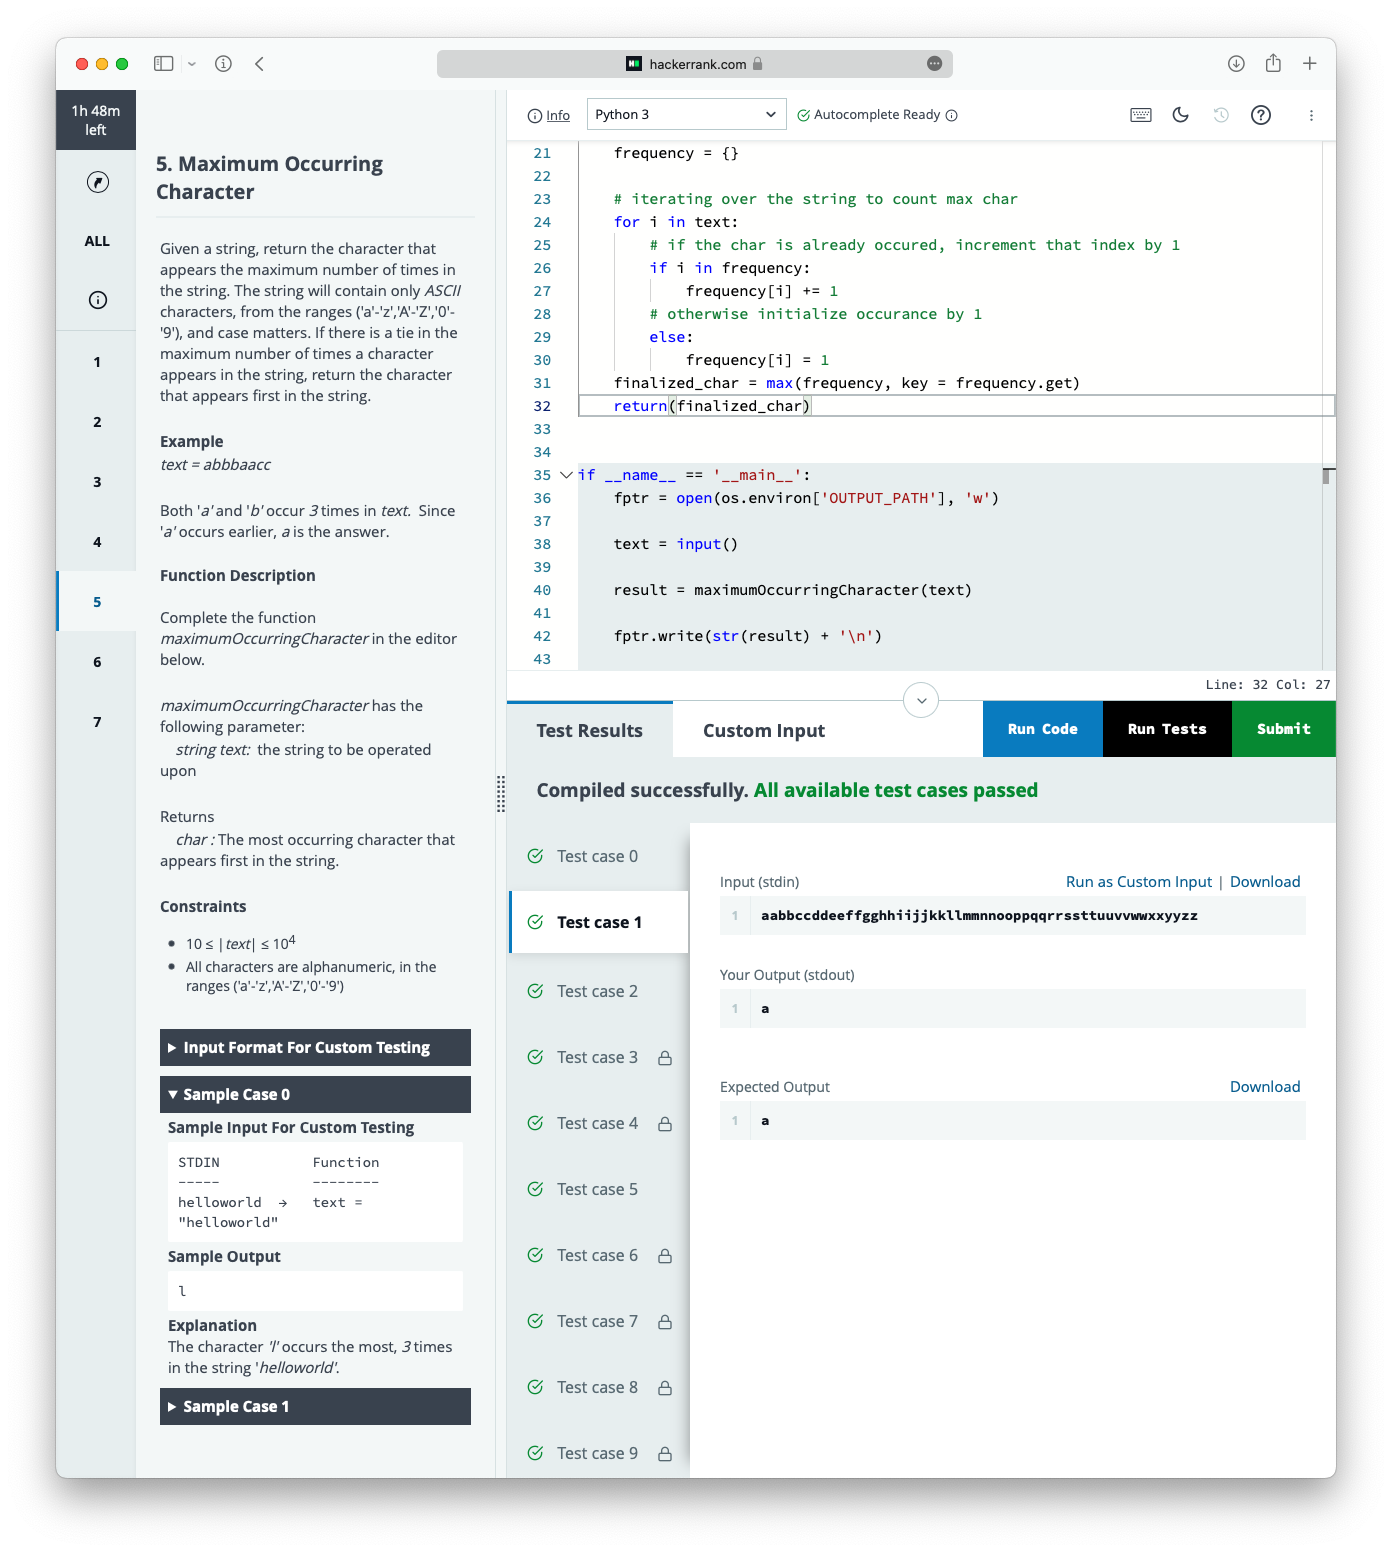 hackerrank.com
1h 48m
left
ALL
1
2
3
4
5
6
7
5. Maximum Occurring
Character
Given a string, return the character that
appears the maximum number of times in
the string. The string will contain only ASCII
characters, from the ranges ('a'-'z','A'-'Z','0'-
'9'), and case matters. If there is a tie in the
maximum number of times a character
appears in the string, return the character
that appears first in the string.
Example
text = abbbaacc
Both 'a' and 'b' occur 3 times in text.  Since
'a' occurs earlier, a is the answer.
Function Description
Complete the function
maximumOccurringCharacter in the editor
below.
maximumOccurringCharacter has the
following parameter:
string text:  the string to be operated
upon
Returns
char : The most occurring character that
appears first in the string.
Constraints
• 10 ≤ |text| ≤ 10⁴
• All characters are alphanumeric, in the
ranges ('a'-'z','A'-'Z','0'-'9')
Input Format For Custom Testing
Sample Case 0
Sample Input For Custom Testing
STDIN Function
----- --------
helloworld → text =
"helloworld"
Sample Output
l
Explanation
The character 'l' occurs the most, 3 times
in the string 'helloworld'.
Sample Case 1
Info
Python 3
Autocomplete Ready
21 frequency = {}
22
23 # iterating over the string to count max char
24 for i in text:
25 # if the char is already occured, increment that index by 1
26 if i in frequency:
27 frequency[i] += 1
28 # otherwise initialize occurance by 1
29 else:
30 frequency[i] = 1
31 finalized_char = max(frequency, key = frequency.get)
32 return(finalized_char)
33
34
35 if __name__ == '__main__':
36 fptr = open(os.environ['OUTPUT_PATH'], 'w')
37
38 text = input()
39
40 result = maximumOccurringCharacter(text)
41
42 fptr.write(str(result) + '\n')
43
Line: 32 Col: 27
Test Results
Custom Input
Run Code
Run Tests
Submit
Compiled successfully. All available test cases passed
Test case 0
Test case 1
Test case 2
Test case 3
Test case 4
Test case 5
Test case 6
Test case 7
Test case 8
Test case 9
Input (stdin)
Run as Custom Input | Download
1 aabbccddeeffgghhiijjkkllmmnnooppqqrrssttuuvvwwxxyyzz
Your Output (stdout)
1 a
Expected Output
Download
1 a